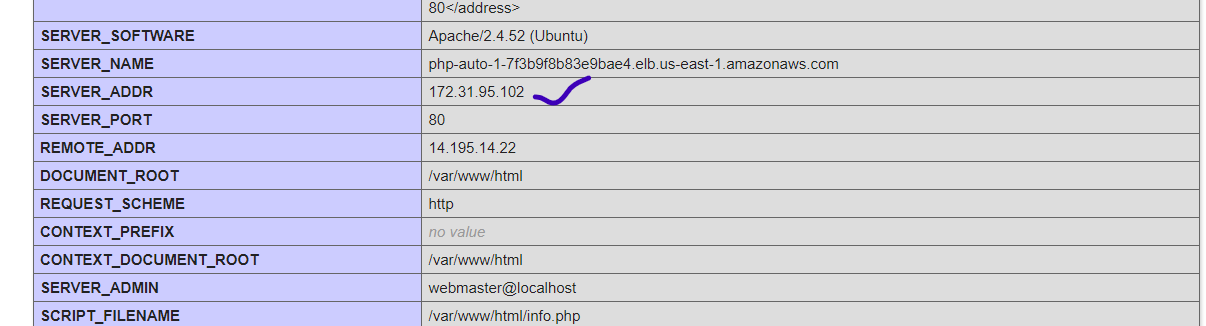 80</address>
SERVER_SOFTWARE Apache/2.4.52 (Ubuntu)
SERVER_NAME php-auto-1-7f3b9f8b83e9bae4.elb.us-east-1.amazonaws.com
SERVER_ADDR 172.31.95.102
SERVER_PORT 80
REMOTE_ADDR 14.195.14.22
DOCUMENT_ROOT /var/www/html
REQUEST_SCHEME http
CONTEXT_PREFIX no value
CONTEXT_DOCUMENT_ROOT /var/www/html
SERVER_ADMIN webmaster@localhost
SCRIPT_FILENAME /var/www/html/info.php